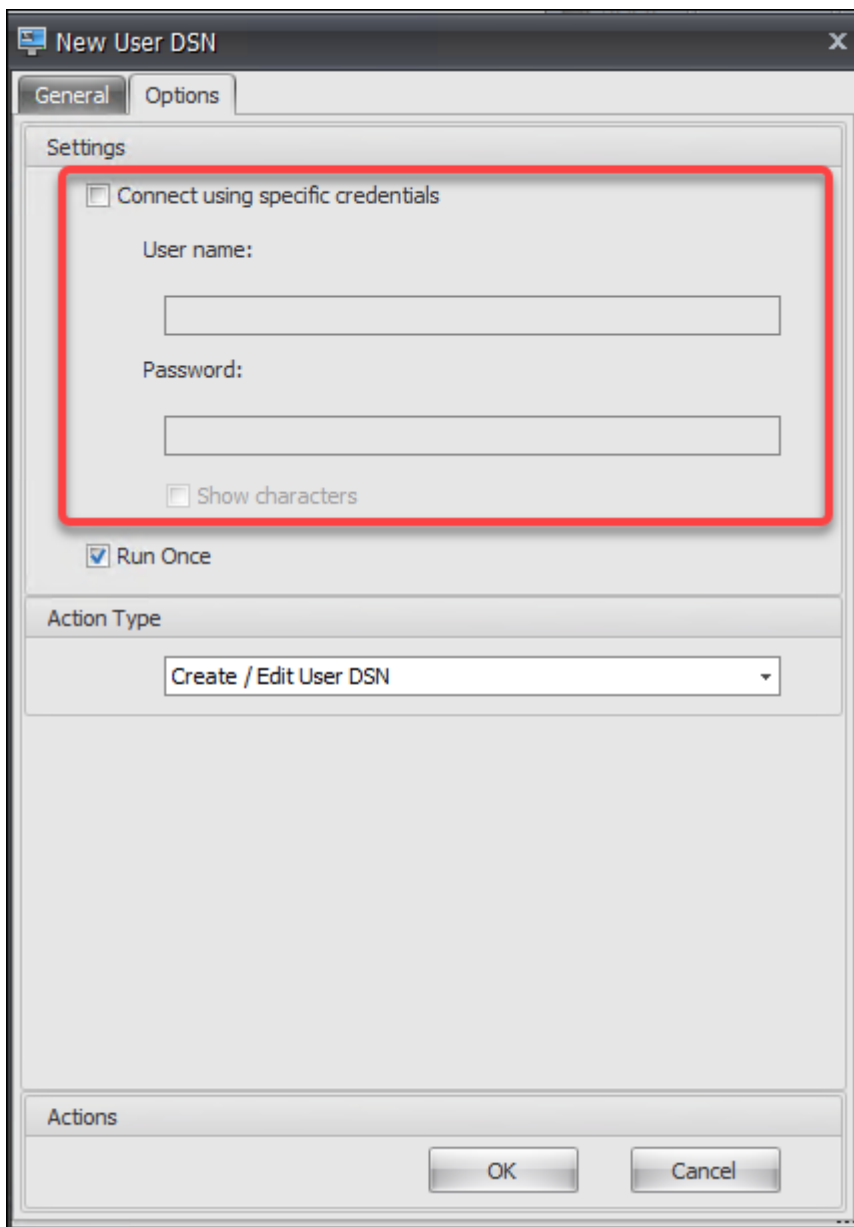 New User DSN
General Options
Settings
Connect using specific credentials
User name:
Password:
Show characters
Run Once
Action Type
Create / Edit User DSN
Actions
OK Cancel